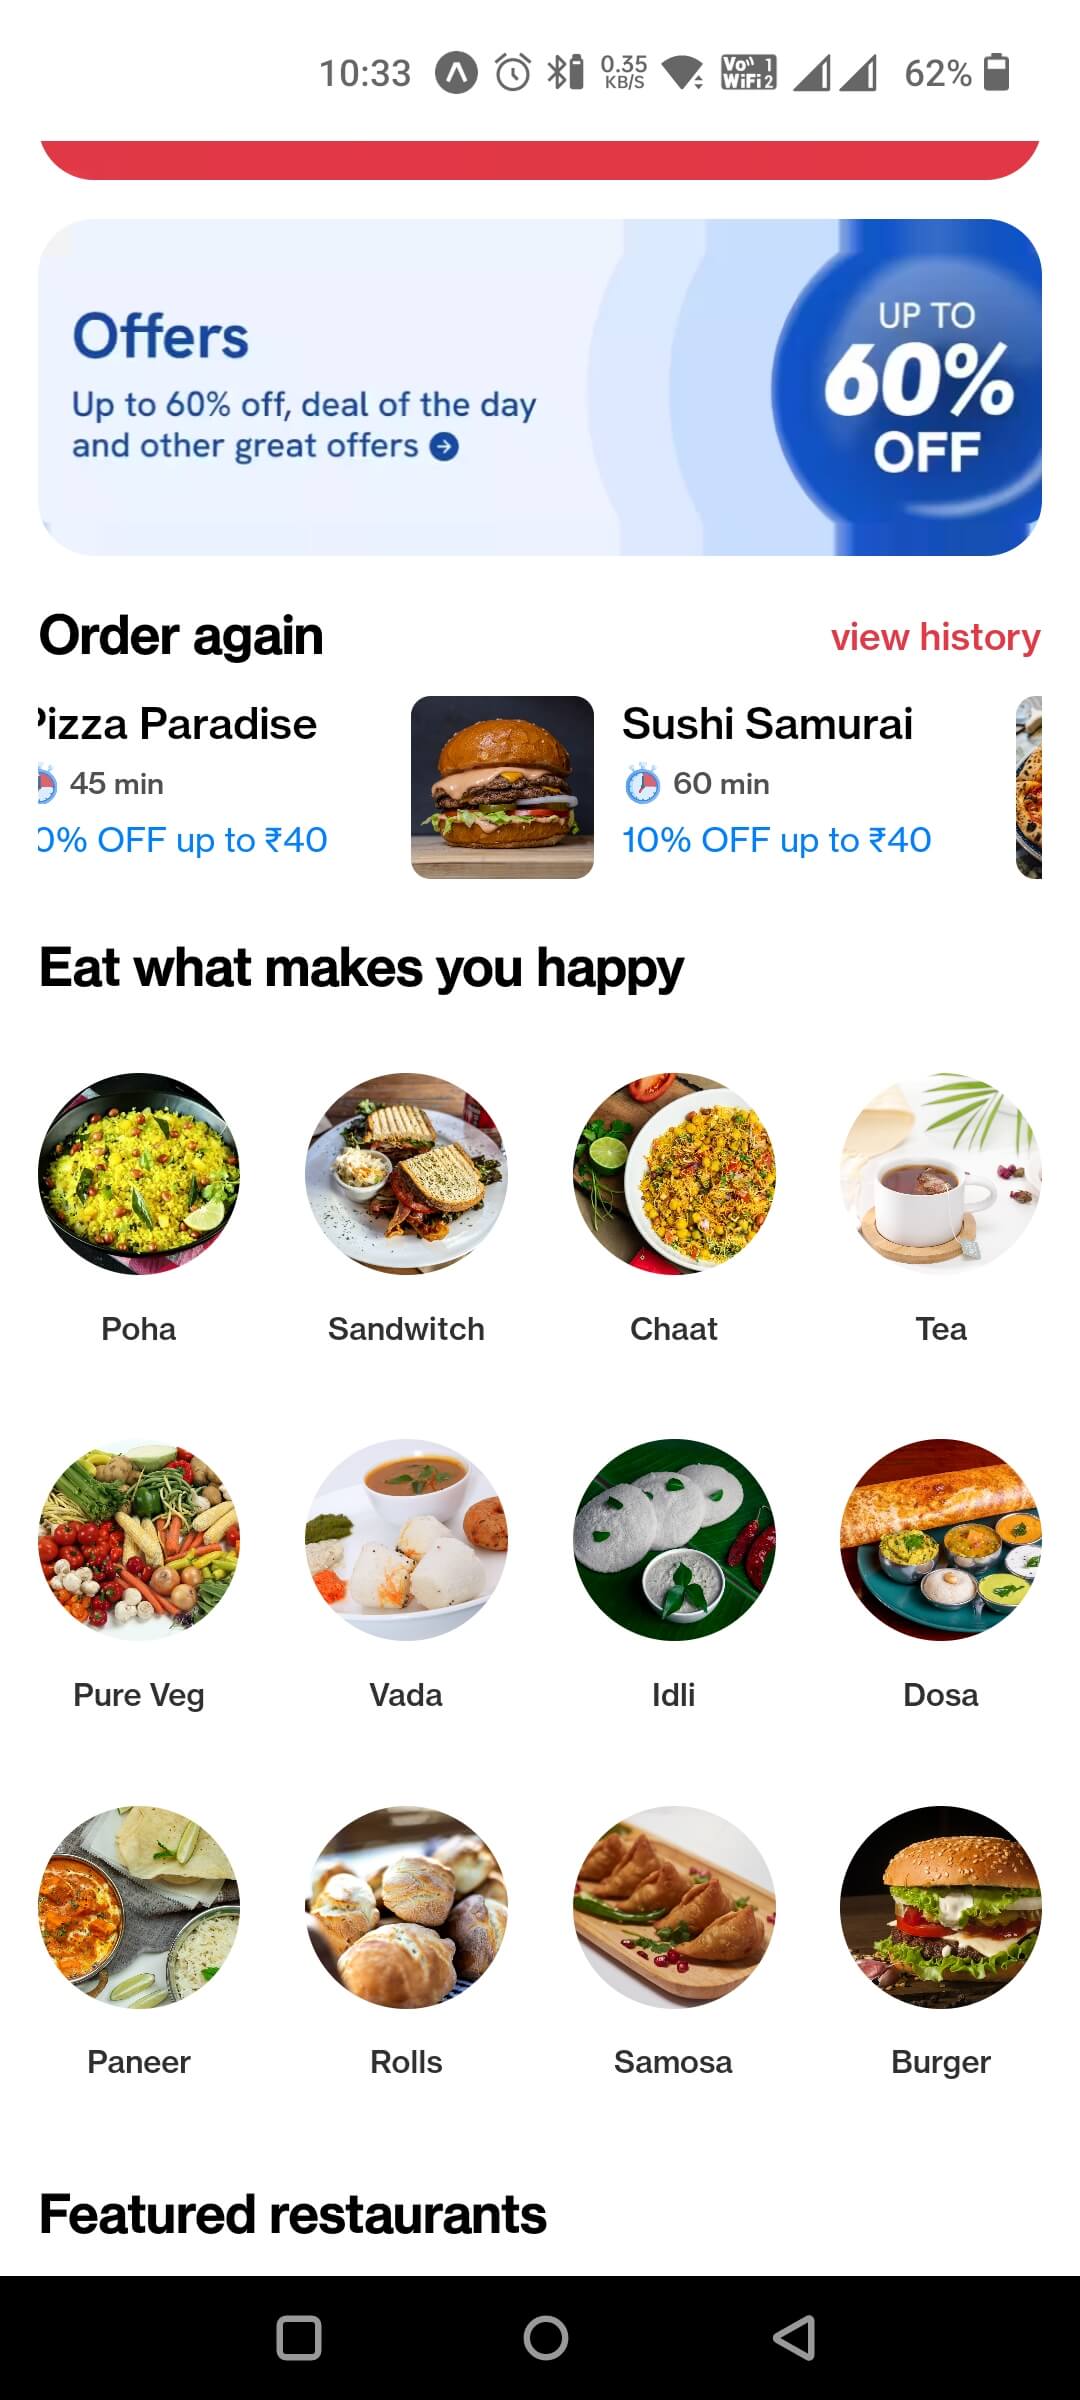 10:33 0.35 KB/S Vo 1 WiFi 2 62%
Offers
Up to 60% off, deal of the day
and other great offers
UP TO
60%
OFF
Order again
view history
Pizza Paradise
45 min
0% OFF up to ₹40
Sushi Samurai
60 min
10% OFF up to ₹40
Eat what makes you happy
Poha
Sandwitch
Chaat
Tea
Pure Veg
Vada
Idli
Dosa
Paneer
Rolls
Samosa
Burger
Featured restaurants